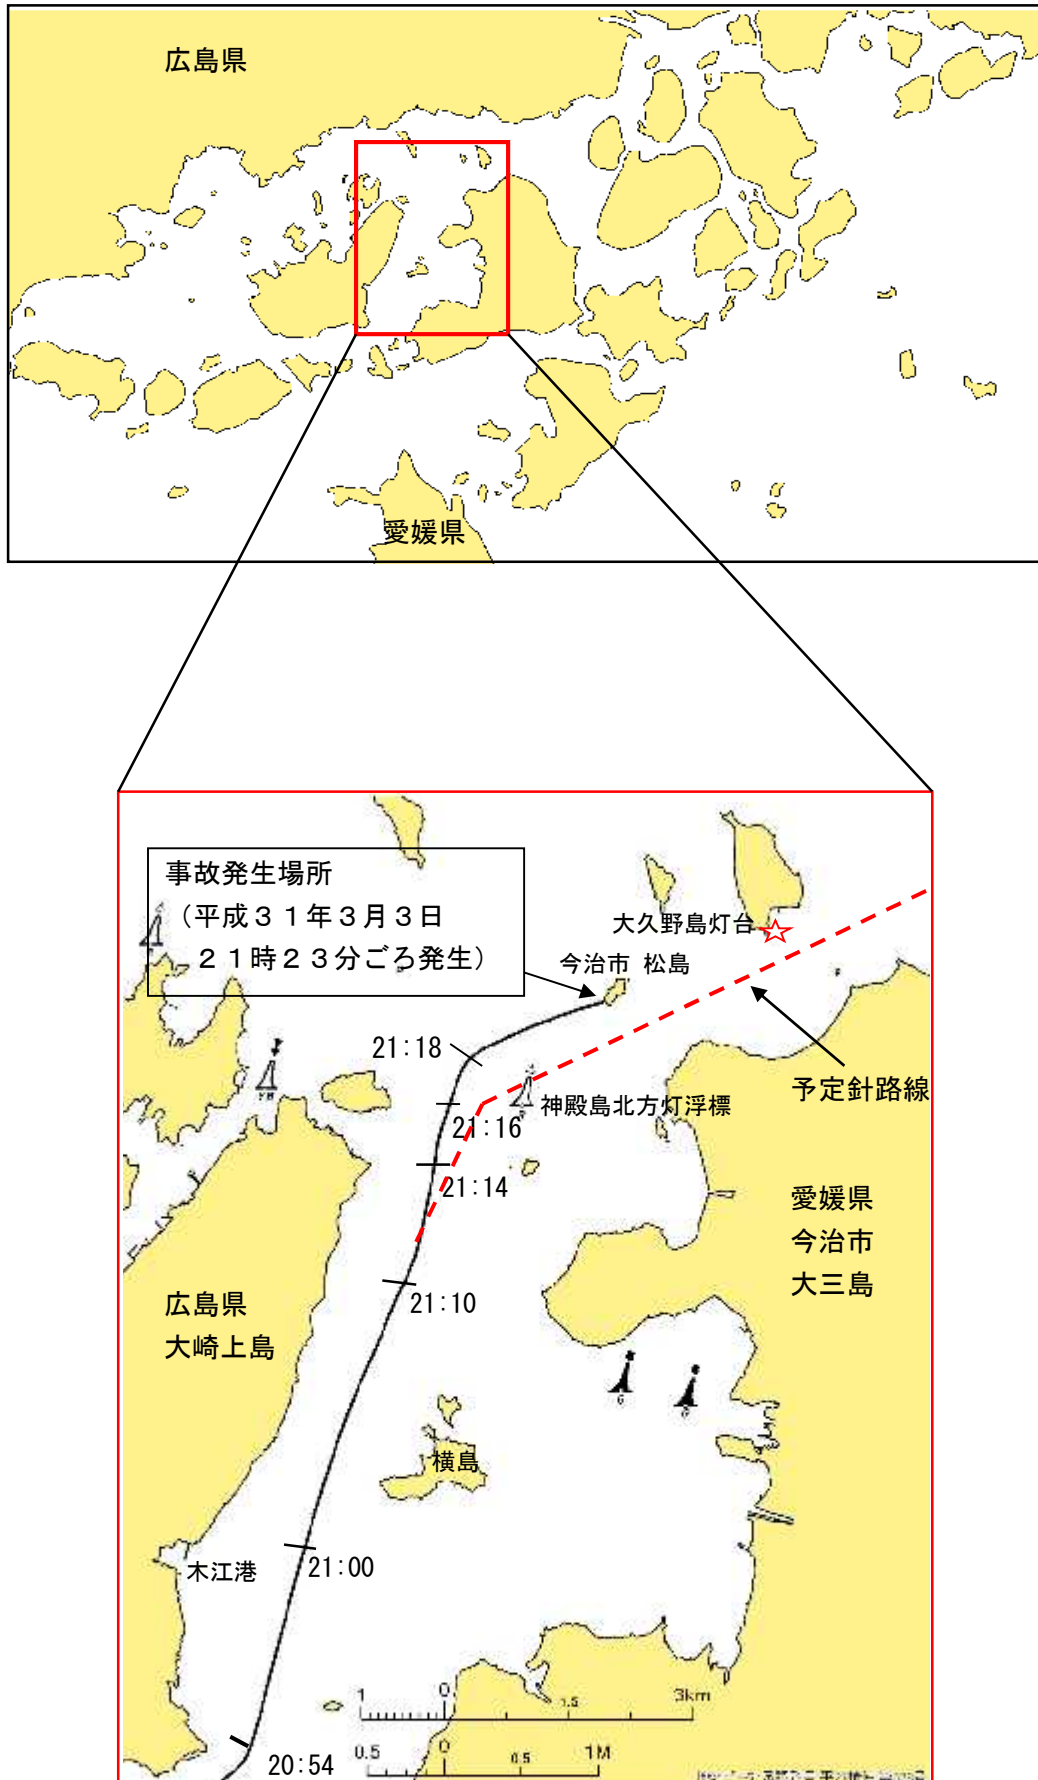 広島県
愛媛県
事故発生場所
（平成３１年３月３日
２１時２３分ごろ発生）
大久野島灯台
今治市 松島
21:18
予定針路線
神殿島北方灯浮標
21:16
21:14
愛媛県
今治市
大三島
21:10
広島県
大崎上島
横島
21:00
木江港
1 0 1.5 3km
0.5 0 0.5 1M
20:54